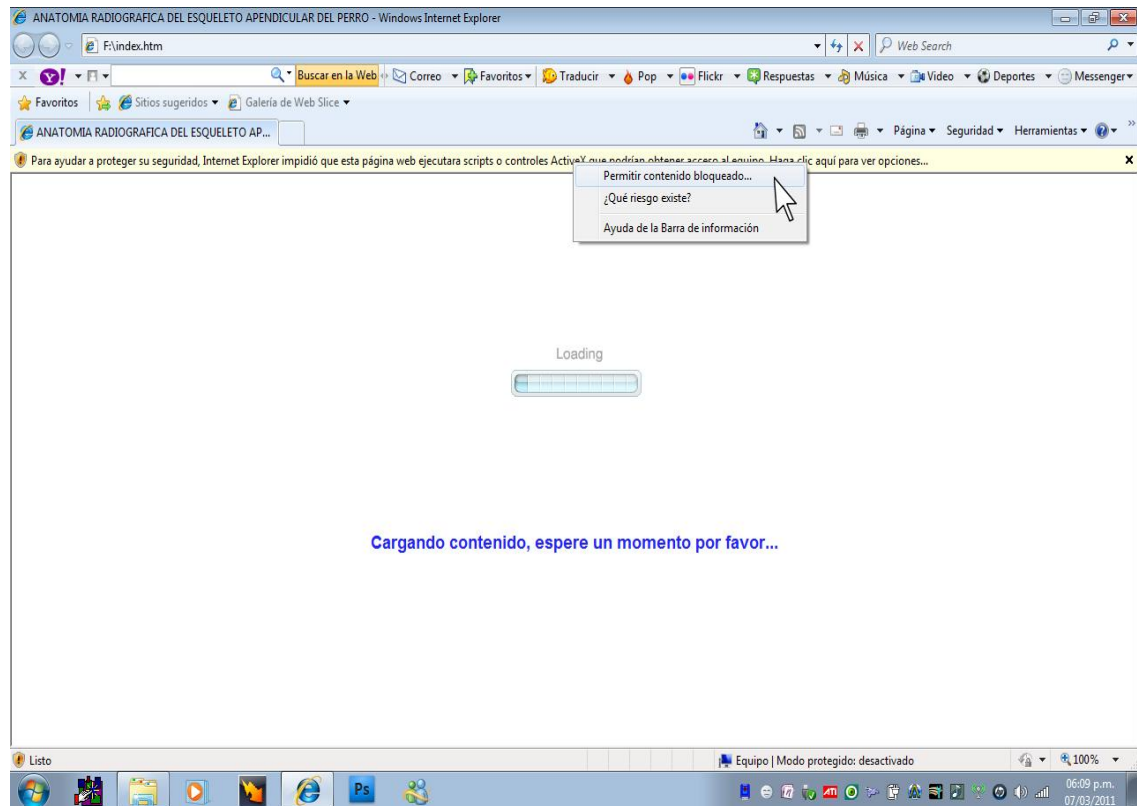 ANATOMIA RADIOGRAFICA DEL ESQUELETO APENDICULAR DEL PERRO - Windows Internet Explorer
F:\index.htm
Web Search
X Y! Buscar en la Web Correo Favoritos Traducir Pop Flickr Respuestas Música Video Deportes Messenger
Favoritos Sitios sugeridos Galería de Web Slice
ANATOMIA RADIOGRAFICA DEL ESQUELETO AP... Página Seguridad Herramientas
Para ayudar a proteger su seguridad, Internet Explorer impidió que esta página web ejecutara scripts o controles ActiveX que podrían obtener acceso al equipo. Haga clic aquí para ver opciones...
Permitir contenido bloqueado...
¿Qué riesgo existe?
Ayuda de la Barra de información
Loading
Cargando contenido, espere un momento por favor...
Listo Equipo | Modo protegido: desactivado 100%
Ps
06:09 p.m.
07/03/2011